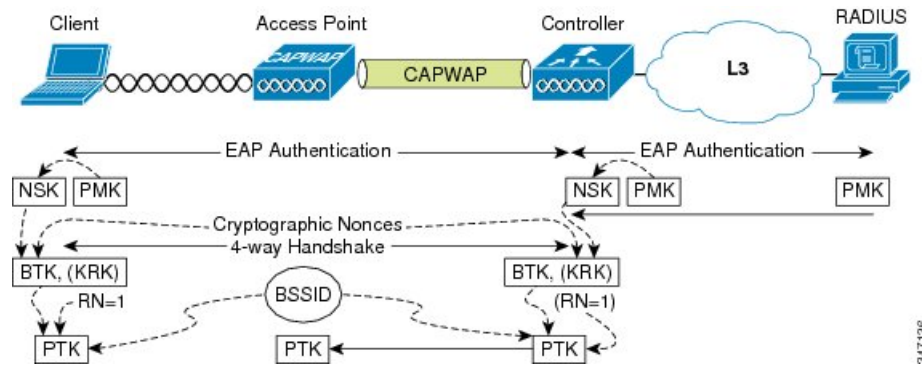 Client
Access Point
Controller
RADIUS
CAPWAP
CAPWAP
L3
EAP Authentication
EAP Authentication
NSK
PMK
NSK
PMK
PMK
Cryptographic Nonces
4-way Handshake
BTK, (KRK)
BTK, (KRK)
RN=1
BSSID
(RN=1)
PTK
PTK
PTK